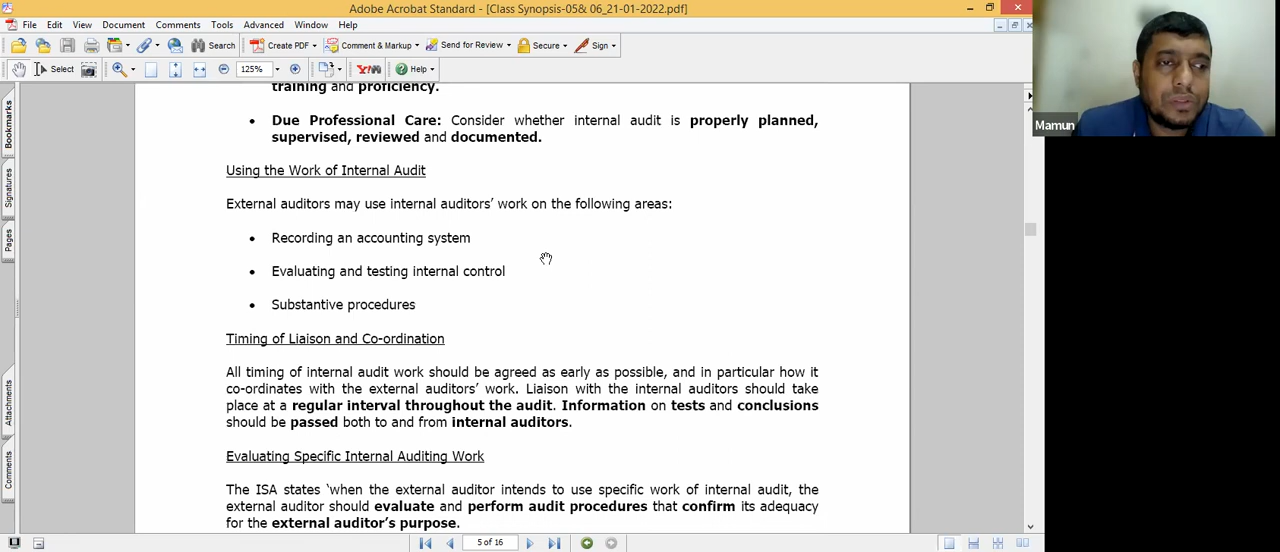 Adobe Acrobat Standard - [Class Synopsis-05& 06_21-01-2022.pdf]
File Edit View Document Comments Tools Advanced Window Help
Search Create PDF Comment & Markup Send for Review Secure Sign
Select 125% Y! Help
Bookmarks
Signatures
Pages
Attachments
Comments
training and proficiency.
• Due Professional Care: Consider whether internal audit is properly planned,
supervised, reviewed and documented.
Using the Work of Internal Audit
External auditors may use internal auditors’ work on the following areas:
• Recording an accounting system
• Evaluating and testing internal control
• Substantive procedures
Timing of Liaison and Co-ordination
All timing of internal audit work should be agreed as early as possible, and in particular how it
co-ordinates with the external auditors’ work. Liaison with the internal auditors should take
place at a regular interval throughout the audit. Information on tests and conclusions
should be passed both to and from internal auditors.
Evaluating Specific Internal Auditing Work
The ISA states ‘when the external auditor intends to use specific work of internal audit, the
external auditor should evaluate and perform audit procedures that confirm its adequacy
for the external auditor’s purpose.
5 of 16
Mamun